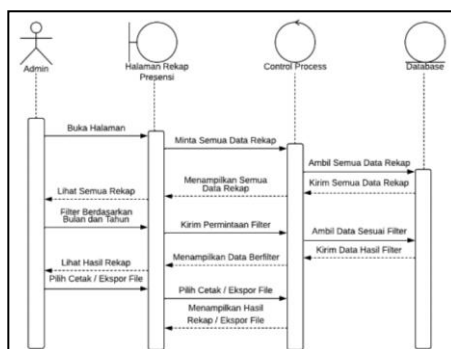 Admin
Halaman Rekap
Presensi
Control Process
Database
Buka Halaman
Minta Semua Data Rekap
Ambil Semua Data Rekap
Kirim Semua Data Rekap
Menampilkan Semua
Data Rekap
Lihat Semua Rekap
Filter Berdasarkan
Bulan dan Tahun
Kirim Permintaan Filter
Ambil Data Sesuai Filter
Kirim Data Hasil Filter
Menampilkan Data Berfilter
Lihat Hasil Rekap
Pilih Cetak / Ekspor File
Pilih Cetak / Ekspor File
Menampilkan Hasil
Rekap / Ekspor File